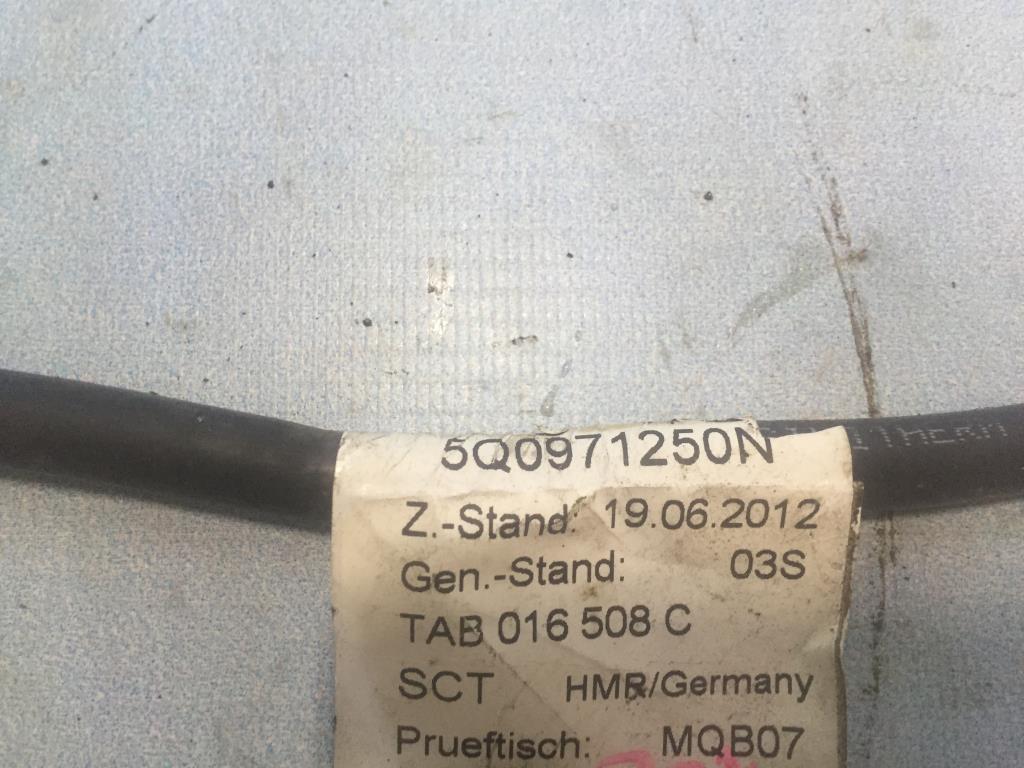 5Q0971250N
Z.-Stand: 19.06.2012
Gen.-Stand: 03S
TAB 016 508 C
SCT HMR/Germany
Prueftisch: MQB07